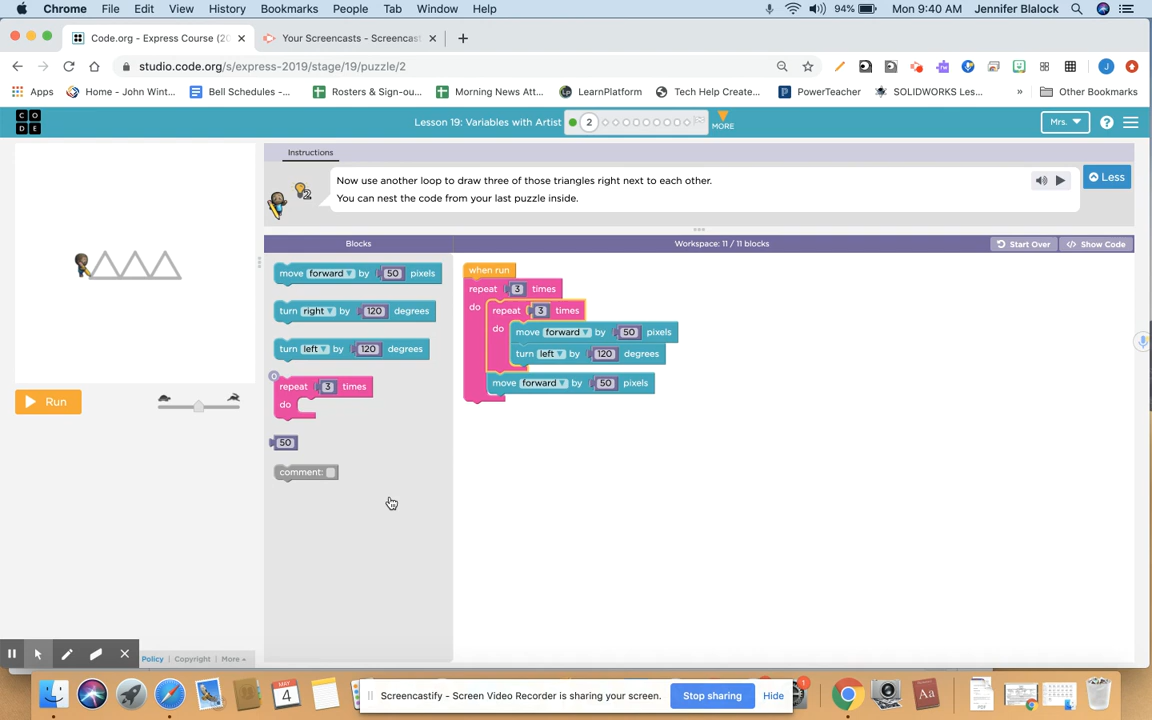 Chrome File Edit View History Bookmarks People Tab Window Help 94% Mon 9:40 AM Jennifer Blalock
Code.org - Express Course (20 Your Screencasts - Screencast
studio.code.org/s/express-2019/stage/19/puzzle/2
Apps Home - John Wint... Bell Schedules -... Rosters & Sign-ou... Morning News Att... LearnPlatform Tech Help Create... PowerTeacher SOLIDWORKS Les... » Other Bookmarks
CO
DE
Lesson 19: Variables with Artist 2 MORE Mrs. ?
Instructions
2
Now use another loop to draw three of those triangles right next to each other.
You can nest the code from your last puzzle inside.
Less
Blocks Workspace: 11 / 11 blocks Start Over </> Show Code
move forward by 50 pixels
turn right by 120 degrees
turn left by 120 degrees
0
repeat 3 times
do
50
comment:
when run
repeat 3 times
do repeat 3 times
do move forward by 50 pixels
turn left by 120 degrees
move forward by 50 pixels
Run
Policy | Copyright | More
MAY
4
Screencastify - Screen Video Recorder is sharing your screen. Stop sharing Hide
1
Aa
PDF